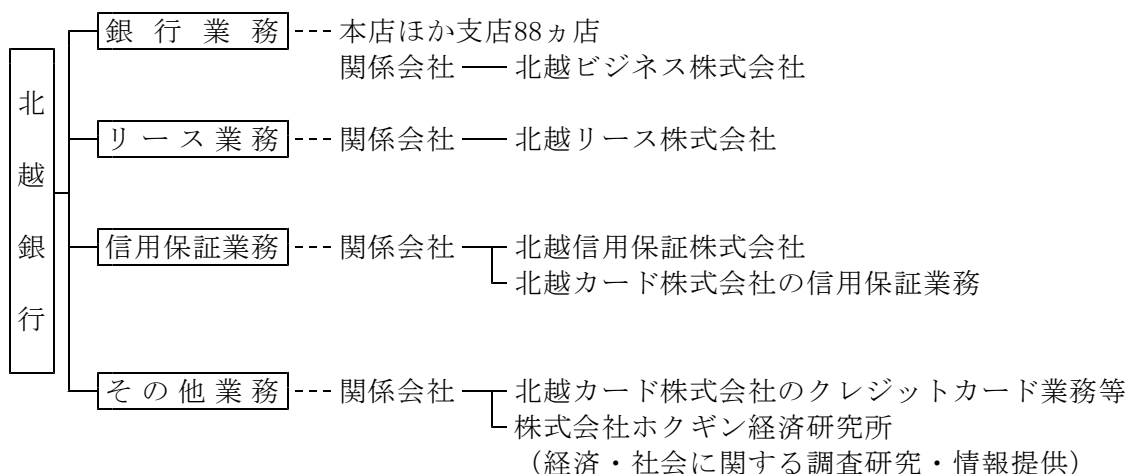 北越銀行
銀行業務
本店ほか支店88ヵ店
関係会社
北越ビジネス株式会社
リース業務
関係会社
北越リース株式会社
信用保証業務
関係会社
北越信用保証株式会社
北越カード株式会社の信用保証業務
その他業務
関係会社
北越カード株式会社のクレジットカード業務等
株式会社ホクギン経済研究所
（経済・社会に関する調査研究・情報提供）